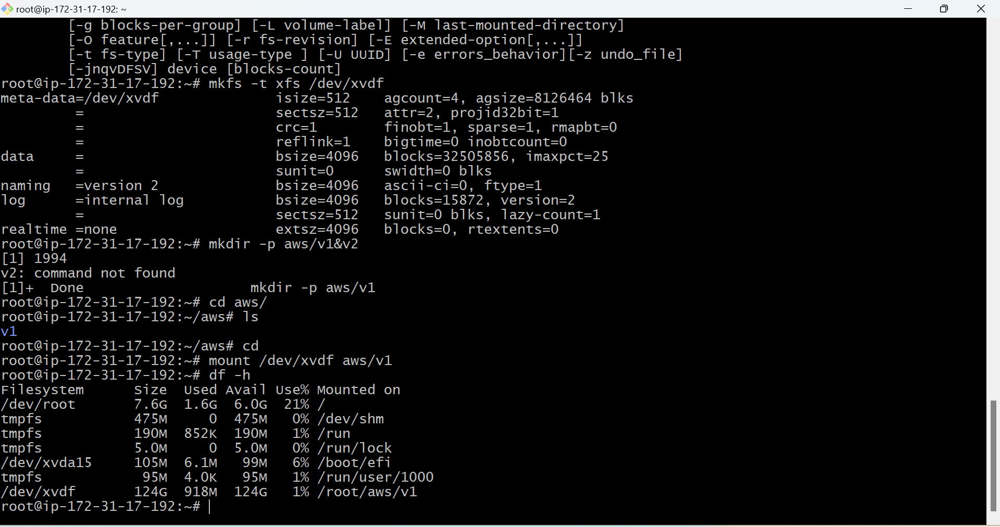 root@ip-172-31-17-192: ~
[-g blocks-per-group] [-L volume-label] [-M last-mounted-directory]
[-O feature[,...]] [-r fs-revision] [-E extended-option[,...]]
[-t fs-type] [-T usage-type ] [-U UUID] [-e errors_behavior][-z undo_file]
[-jnqvDFSV] device [blocks-count]
root@ip-172-31-17-192:~# mkfs -t xfs /dev/xvdf
meta-data=/dev/xvdf              isize=512    agcount=4, agsize=8126464 blks
         =                       sectsz=512   attr=2, projid32bit=1
         =                       crc=1        finobt=1, sparse=1, rmapbt=0
         =                       reflink=1    bigtime=0 inobtcount=0
data     =                       bsize=4096   blocks=32505856, imaxpct=25
         =                       sunit=0      swidth=0 blks
naming   =version 2              bsize=4096   ascii-ci=0, ftype=1
log      =internal log           bsize=4096   blocks=15872, version=2
         =                       sectsz=512   sunit=0 blks, lazy-count=1
realtime =none                   extsz=4096   blocks=0, rtextents=0
root@ip-172-31-17-192:~# mkdir -p aws/v1&v2
[1] 1994
v2: command not found
[1]+  Done                    mkdir -p aws/v1
root@ip-172-31-17-192:~# cd aws/
root@ip-172-31-17-192:~/aws# ls
v1
root@ip-172-31-17-192:~/aws# cd
root@ip-172-31-17-192:~# mount /dev/xvdf aws/v1
root@ip-172-31-17-192:~# df -h
Filesystem      Size  Used Avail Use% Mounted on
/dev/root       7.6G  1.6G  6.0G  21% /
tmpfs           475M     0  475M   0% /dev/shm
tmpfs           190M  852K  190M   1% /run
tmpfs           5.0M     0  5.0M   0% /run/lock
/dev/xvda15     105M  6.1M   99M   6% /boot/efi
tmpfs            95M  4.0K   95M   1% /run/user/1000
/dev/xvdf       124G  918M  124G   1% /root/aws/v1
root@ip-172-31-17-192:~#